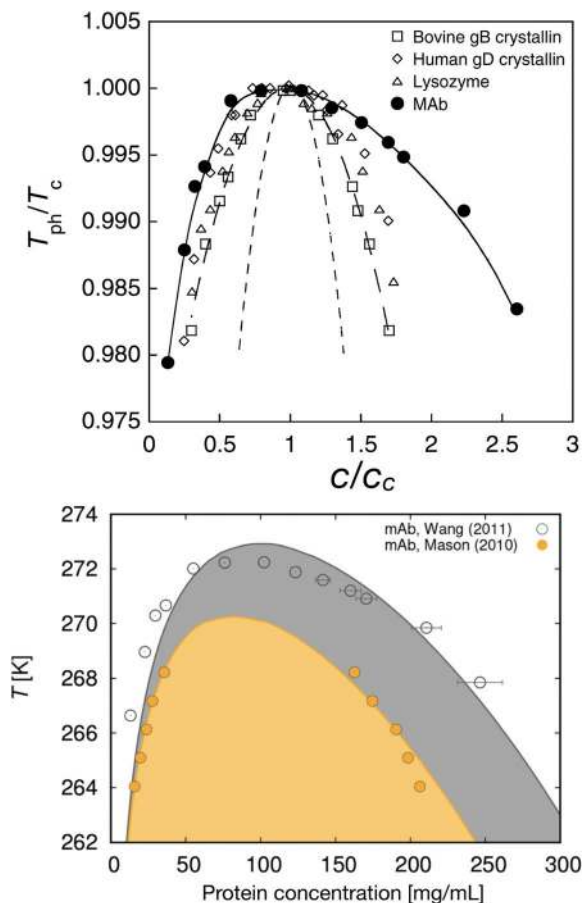 1.005
1.000
0.995
0.990
0.985
0.980
0.975
T_ph/T_c
Bovine gB crystallin
Human gD crystallin
Lysozyme
MAb
0 0.5 1 1.5 2 2.5 3
c/c_c
274
272
270
268
266
264
262
T [K]
mAb, Wang (2011)
mAb, Mason (2010)
0 50 100 150 200 250 300
Protein concentration [mg/mL]